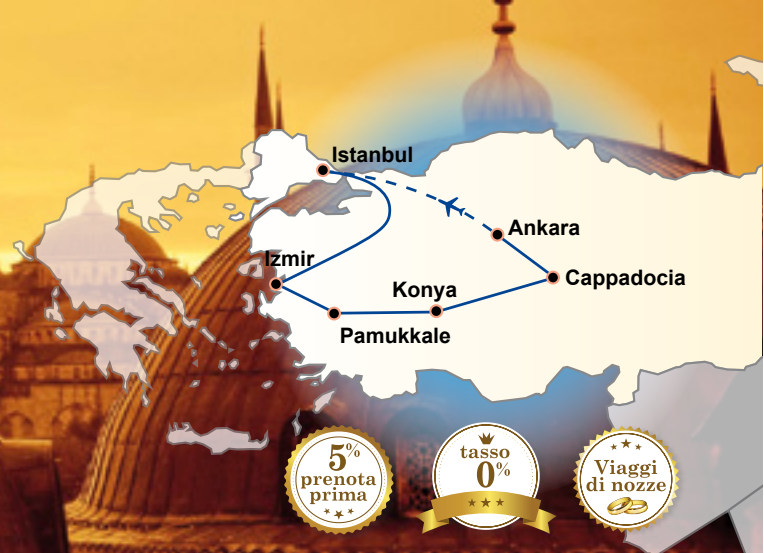 Istanbul
Ankara
Izmir
Cappadocia
Konya
Pamukkale
5%
prenota
prima
tasso
0%
Viaggi
di nozze